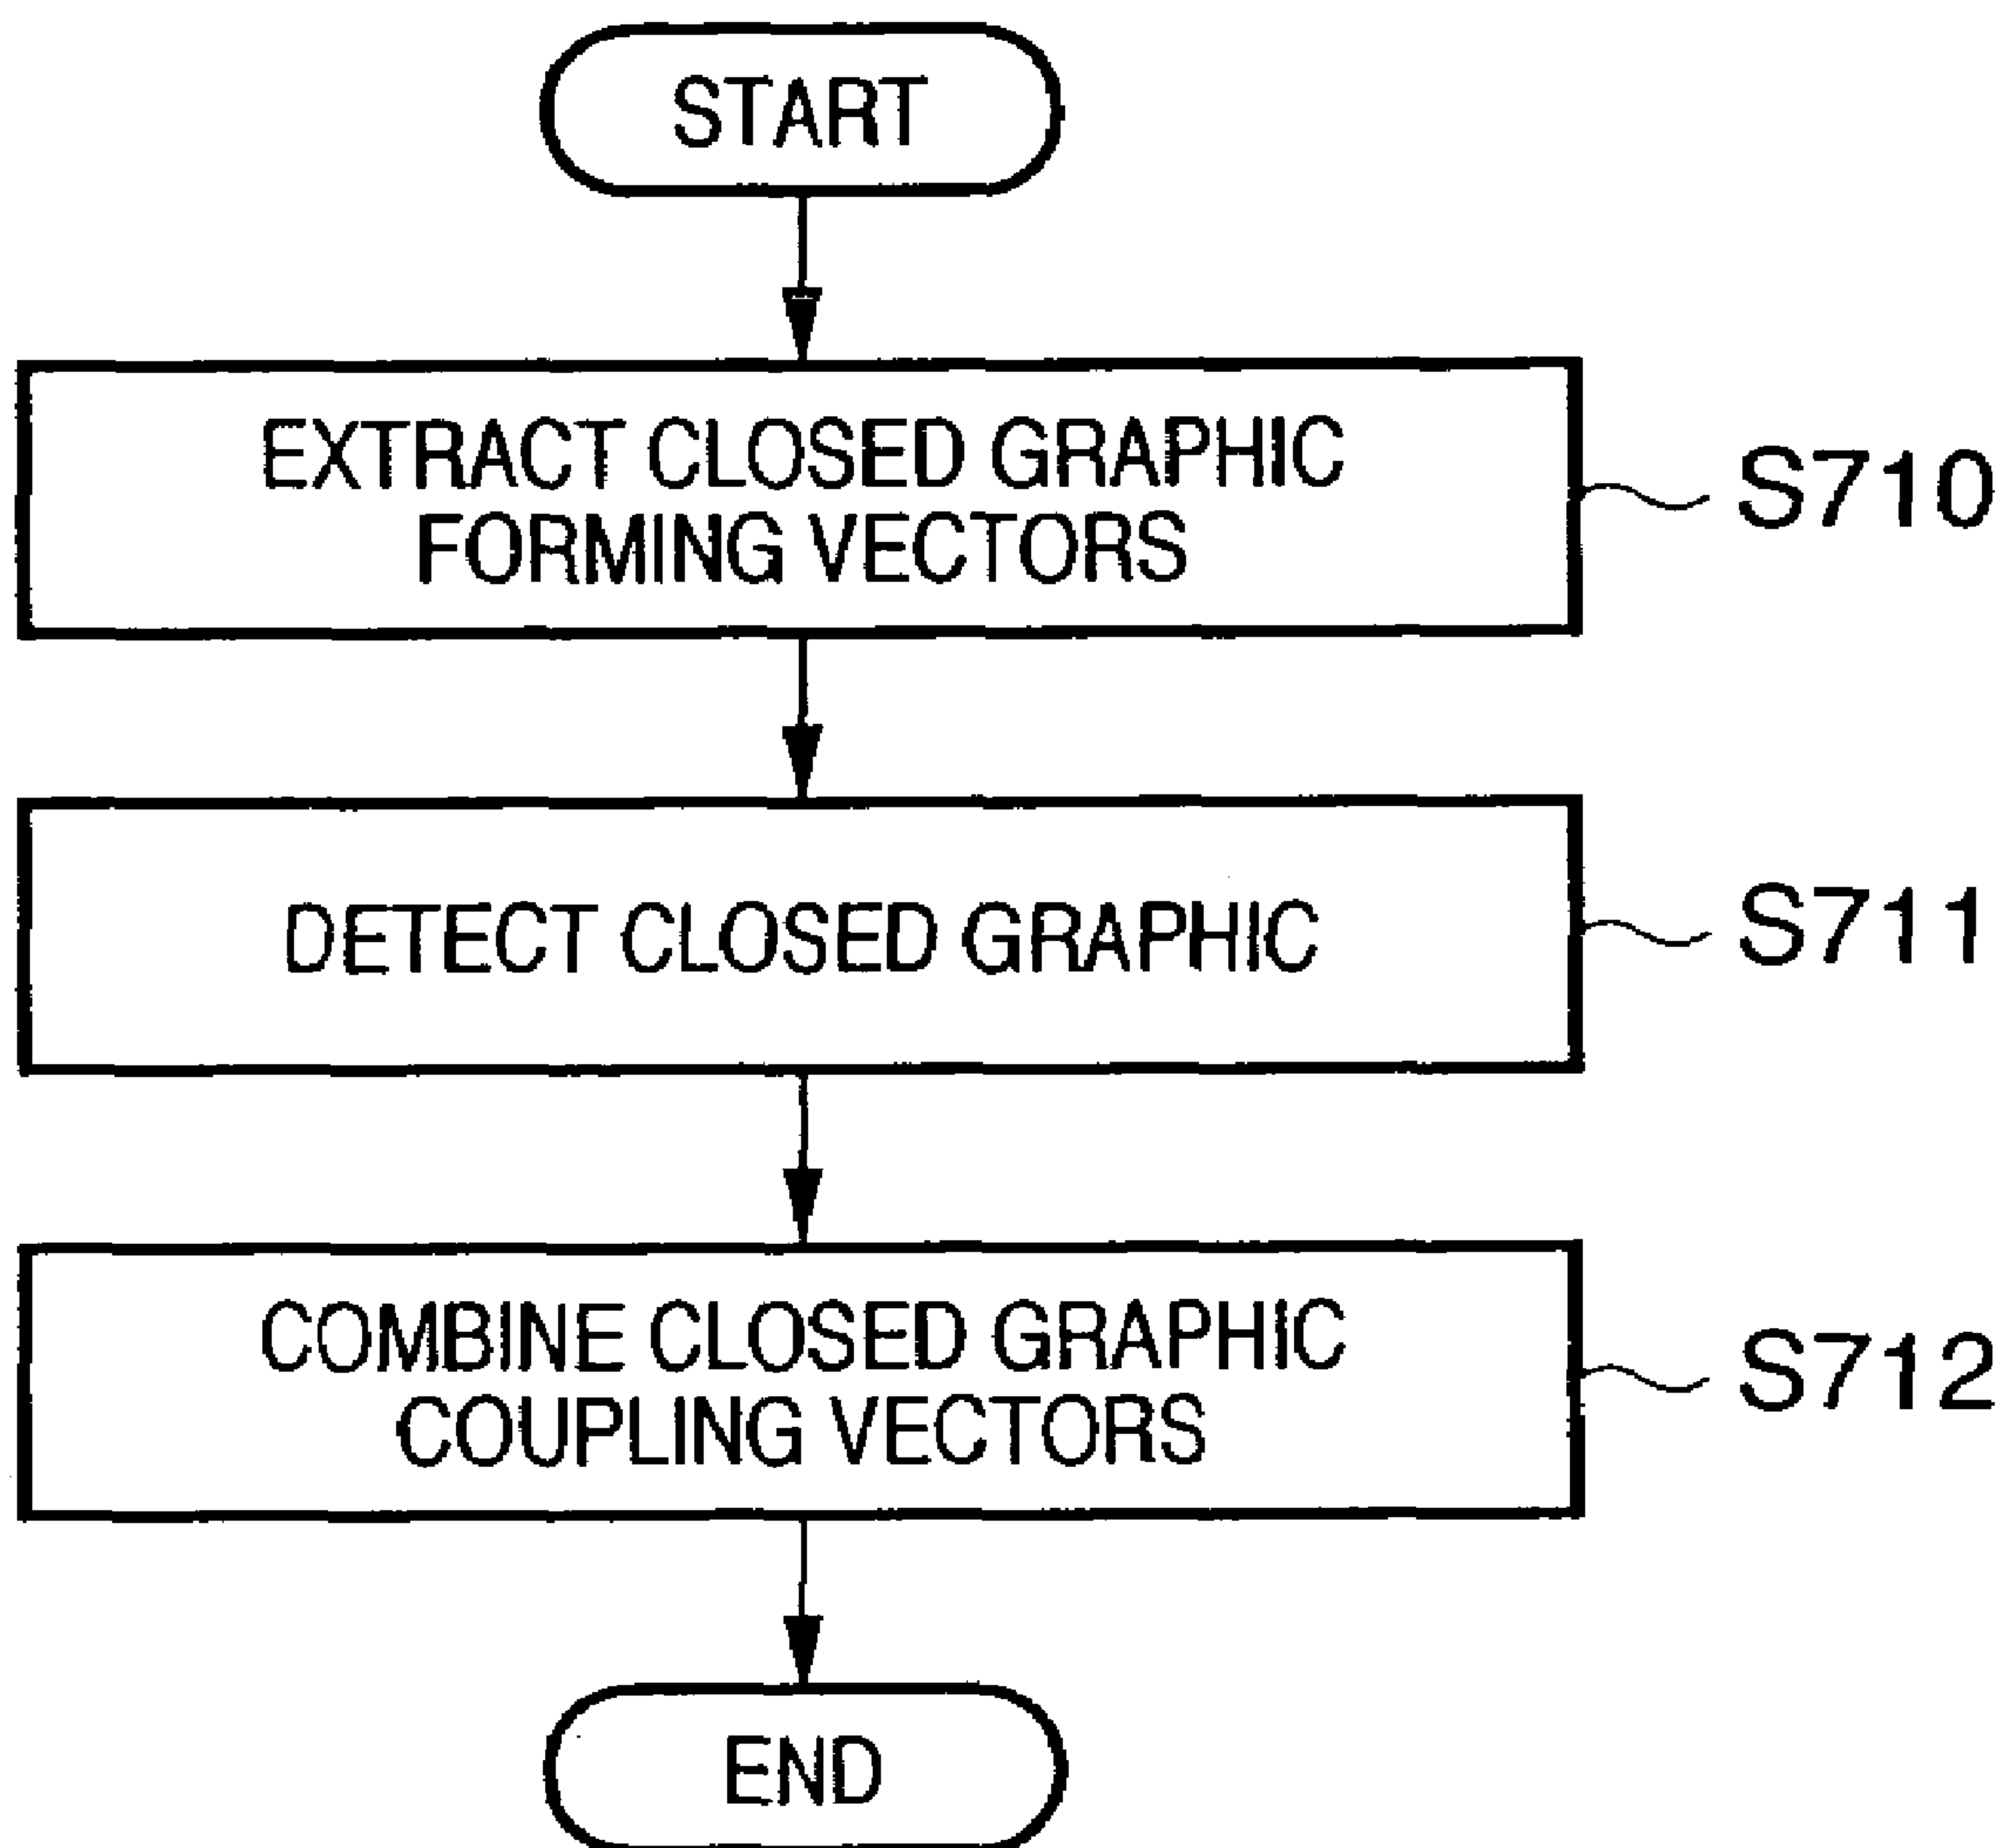 START
EXTRACT CLOSED GRAPHIC
FORMING VECTORS
S710
DETECT CLOSED GRAPHIC
S711
COMBINE CLOSED GRAPHIC
COUPLING VECTORS
S712
END